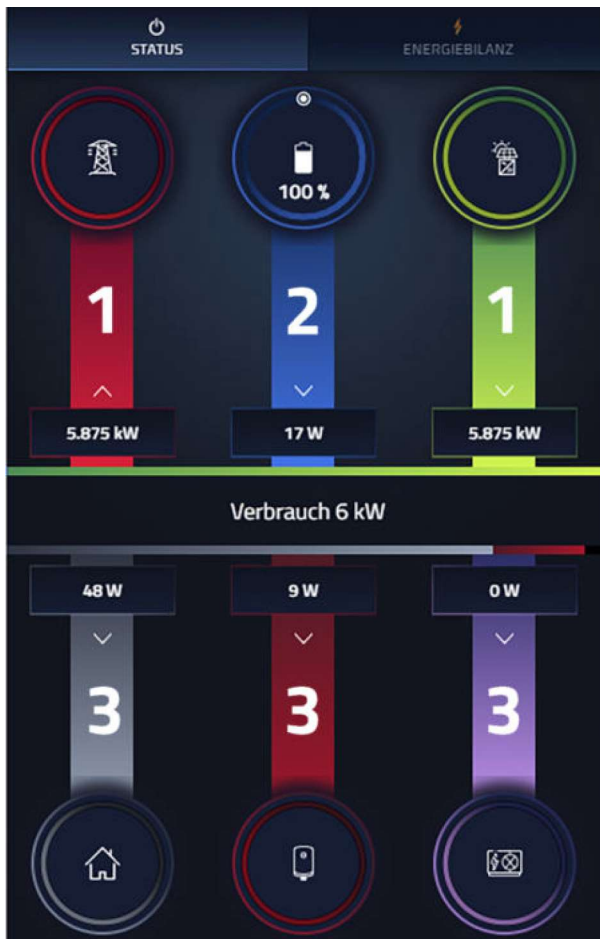 STATUS
ENERGIEBILANZ
100 %
1
2
1
5.875 kW
17 W
5.875 kW
Verbrauch 6 kW
48 W
9 W
0 W
3
3
3